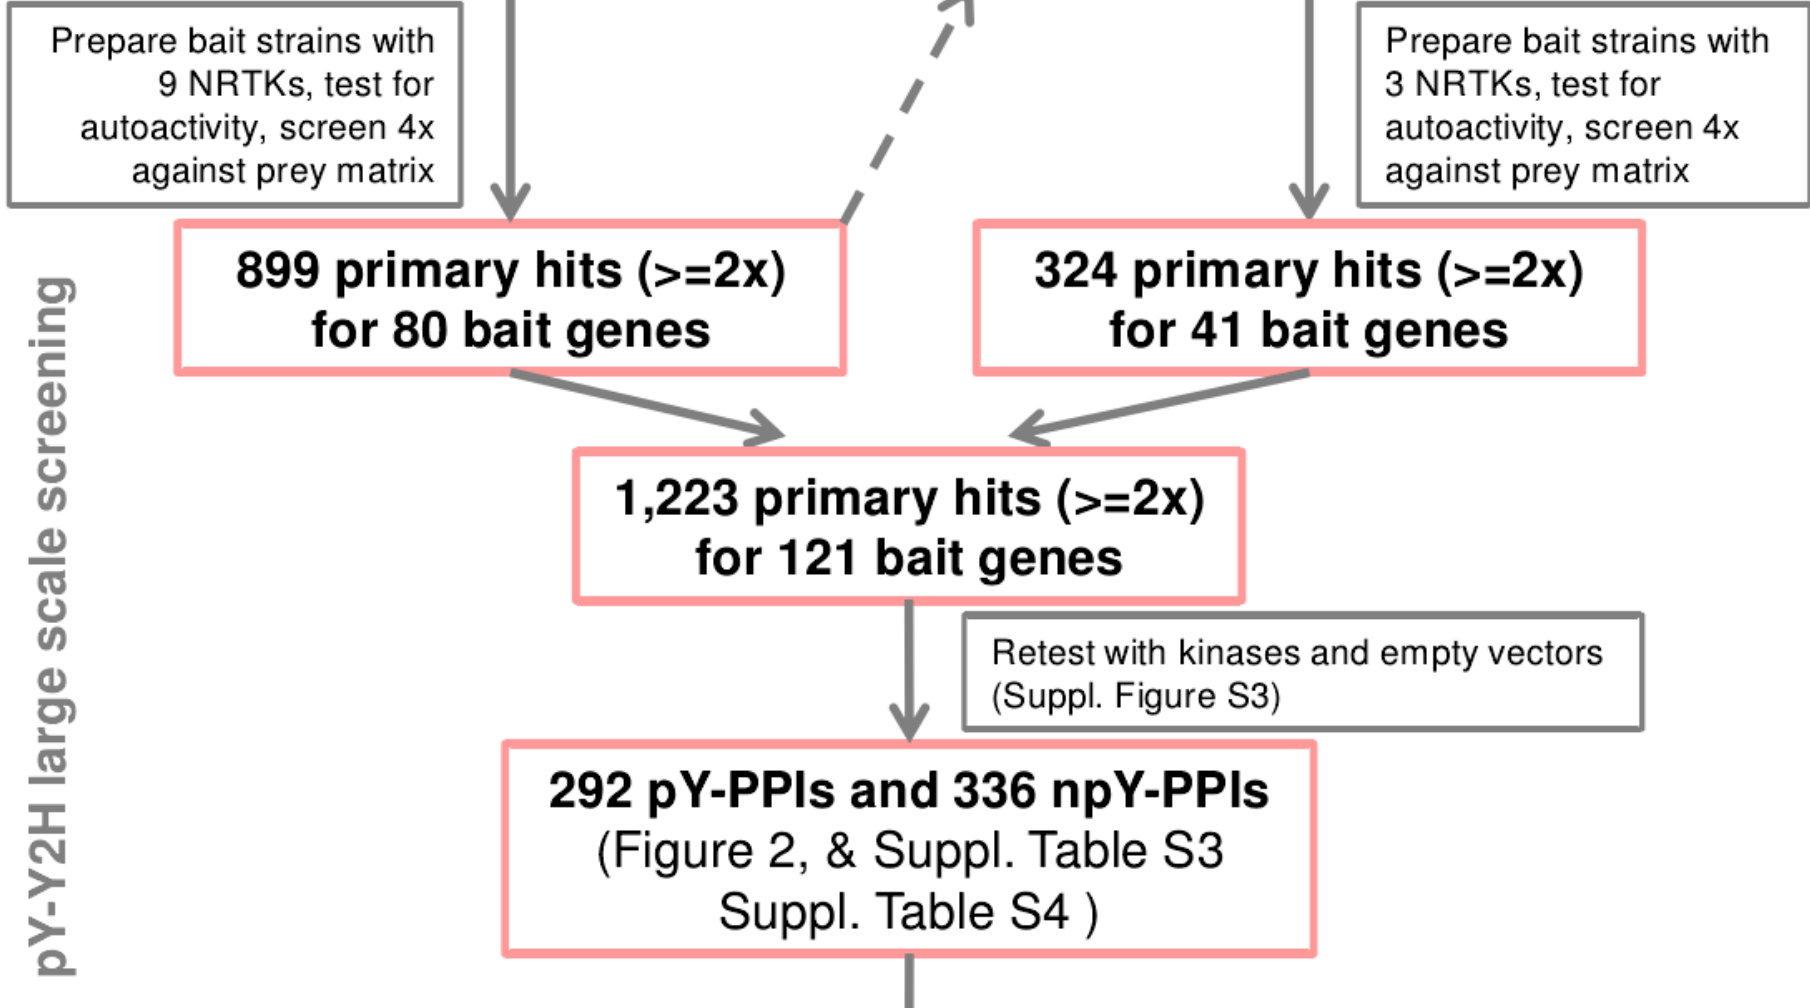 Prepare bait strains with
9 NRTKs, test for
autoactivity, screen 4x
against prey matrix
Prepare bait strains with
3 NRTKs, test for
autoactivity, screen 4x
against prey matrix
899 primary hits (>=2x)
for 80 bait genes
324 primary hits (>=2x)
for 41 bait genes
1,223 primary hits (>=2x)
for 121 bait genes
Retest with kinases and empty vectors
(Suppl. Figure S3)
292 pY-PPIs and 336 npY-PPIs
(Figure 2, & Suppl. Table S3
Suppl. Table S4 )
pY-Y2H large scale screening